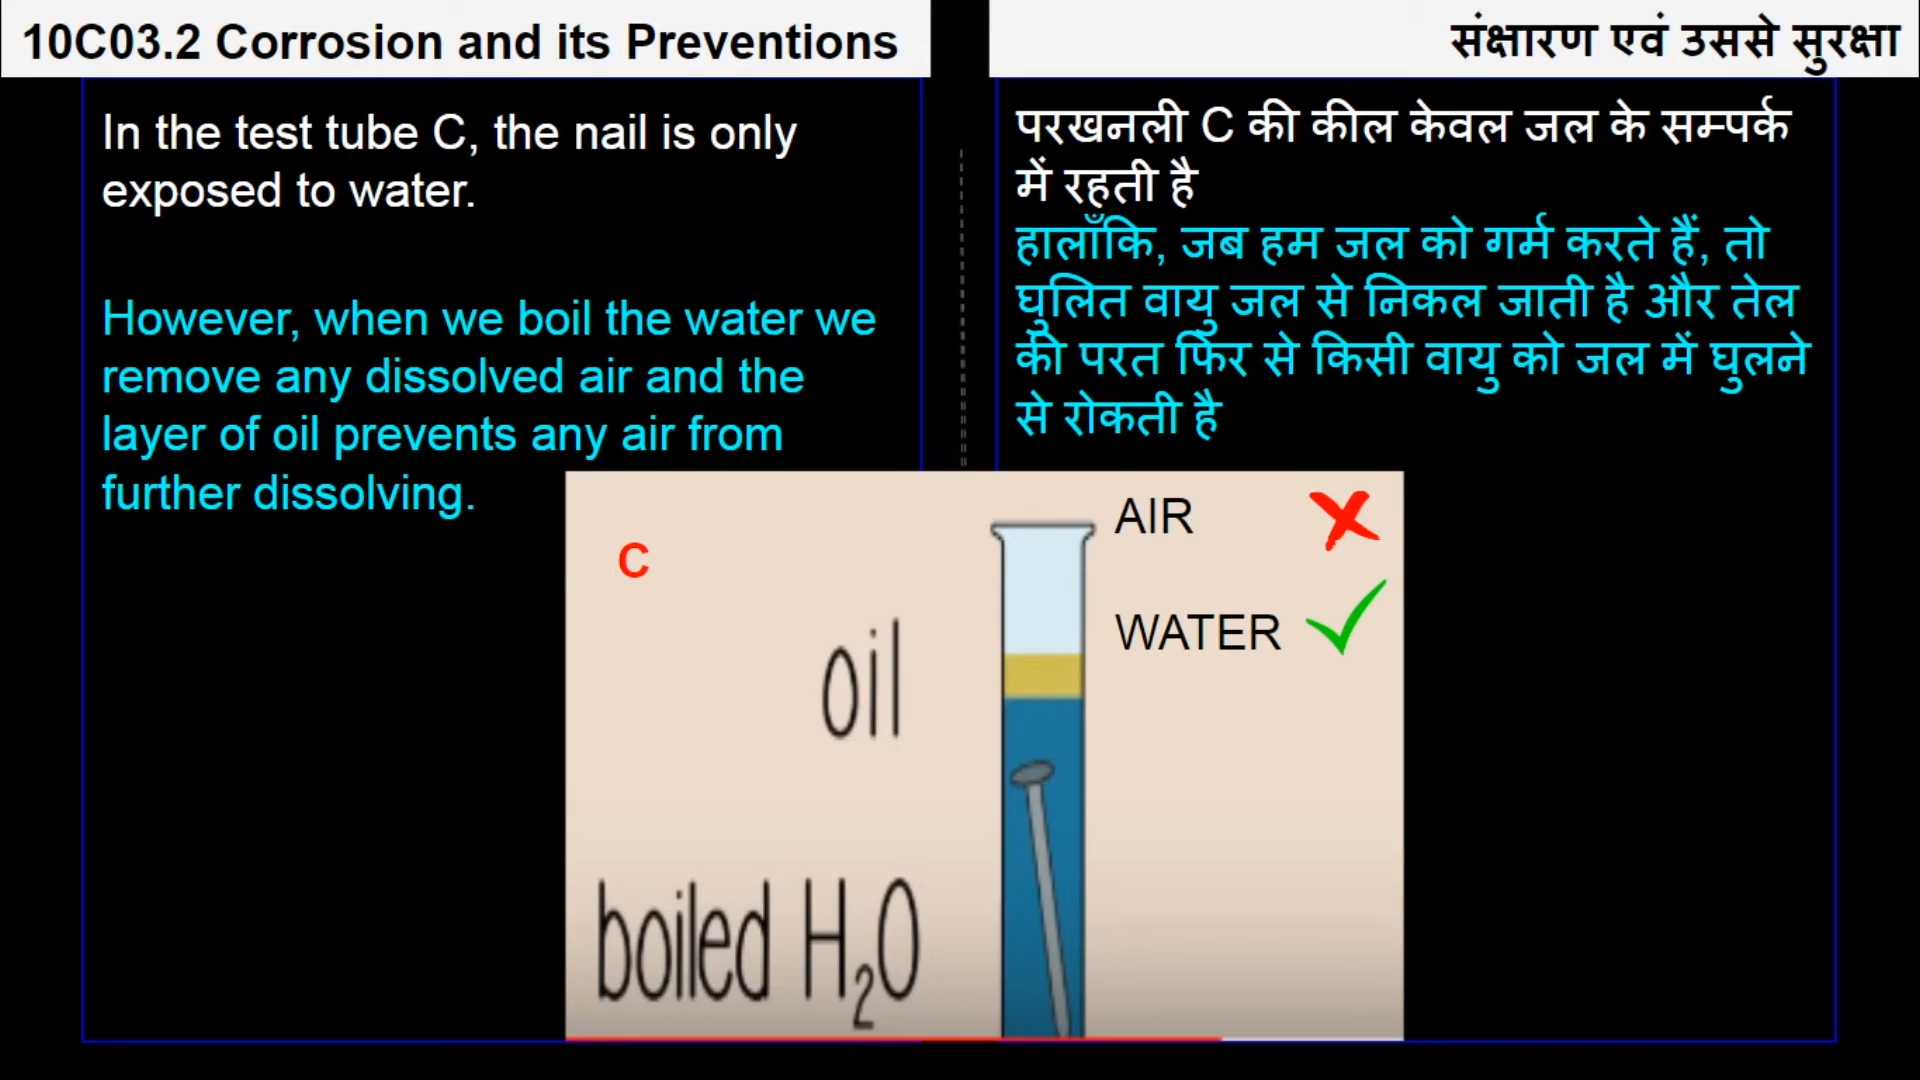 10C03.2 Corrosion and its Preventions
संक्षारण एवं उससे सुरक्षा
In the test tube C, the nail is only
exposed to water.
However, when we boil the water we
remove any dissolved air and the
layer of oil prevents any air from
further dissolving.
परखनली C की कील केवल जल के सम्पर्क
में रहती है
हालाँकि, जब हम जल को गर्म करते हैं, तो
घुलित वायु जल से निकल जाती है और तेल
की परत फिर से किसी वायु को जल में घुलने
से रोकती है
C
AIR
WATER
oil
boiled H₂O